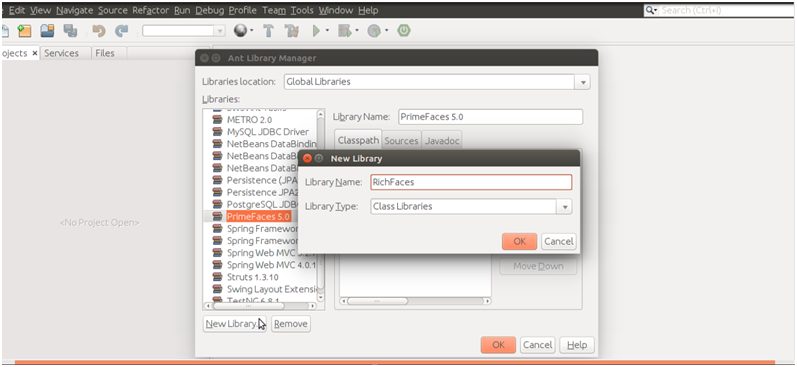 Edit View Navigate Source Refactor Run Debug Profile Team Tools Window Help
Search (Ctrl+I)
ojects × Services Files
Ant Library Manager
Libraries location: Global Libraries
Libraries:
METRO 2.0
MySQL JDBC Driver
NetBeans DataBindin
NetBeans DataB
NetBeans DataB
Persistence (JPA
Persistence JPA2
PostgreSQL JDBC
PrimeFaces 5.0
Spring Framewo
Spring Framewo
Spring Web MVC
Spring Web MVC 4.0.1
Struts 1.3.10
Swing Layout Extensi
TestNG 6.8.1
Library Name: PrimeFaces 5.0
Classpath Sources Javadoc
New Library
Library Name: RichFaces
Library Type: Class Libraries
OK Cancel
<No Project Open>
Move Down
New Library... Remove
OK Cancel Help